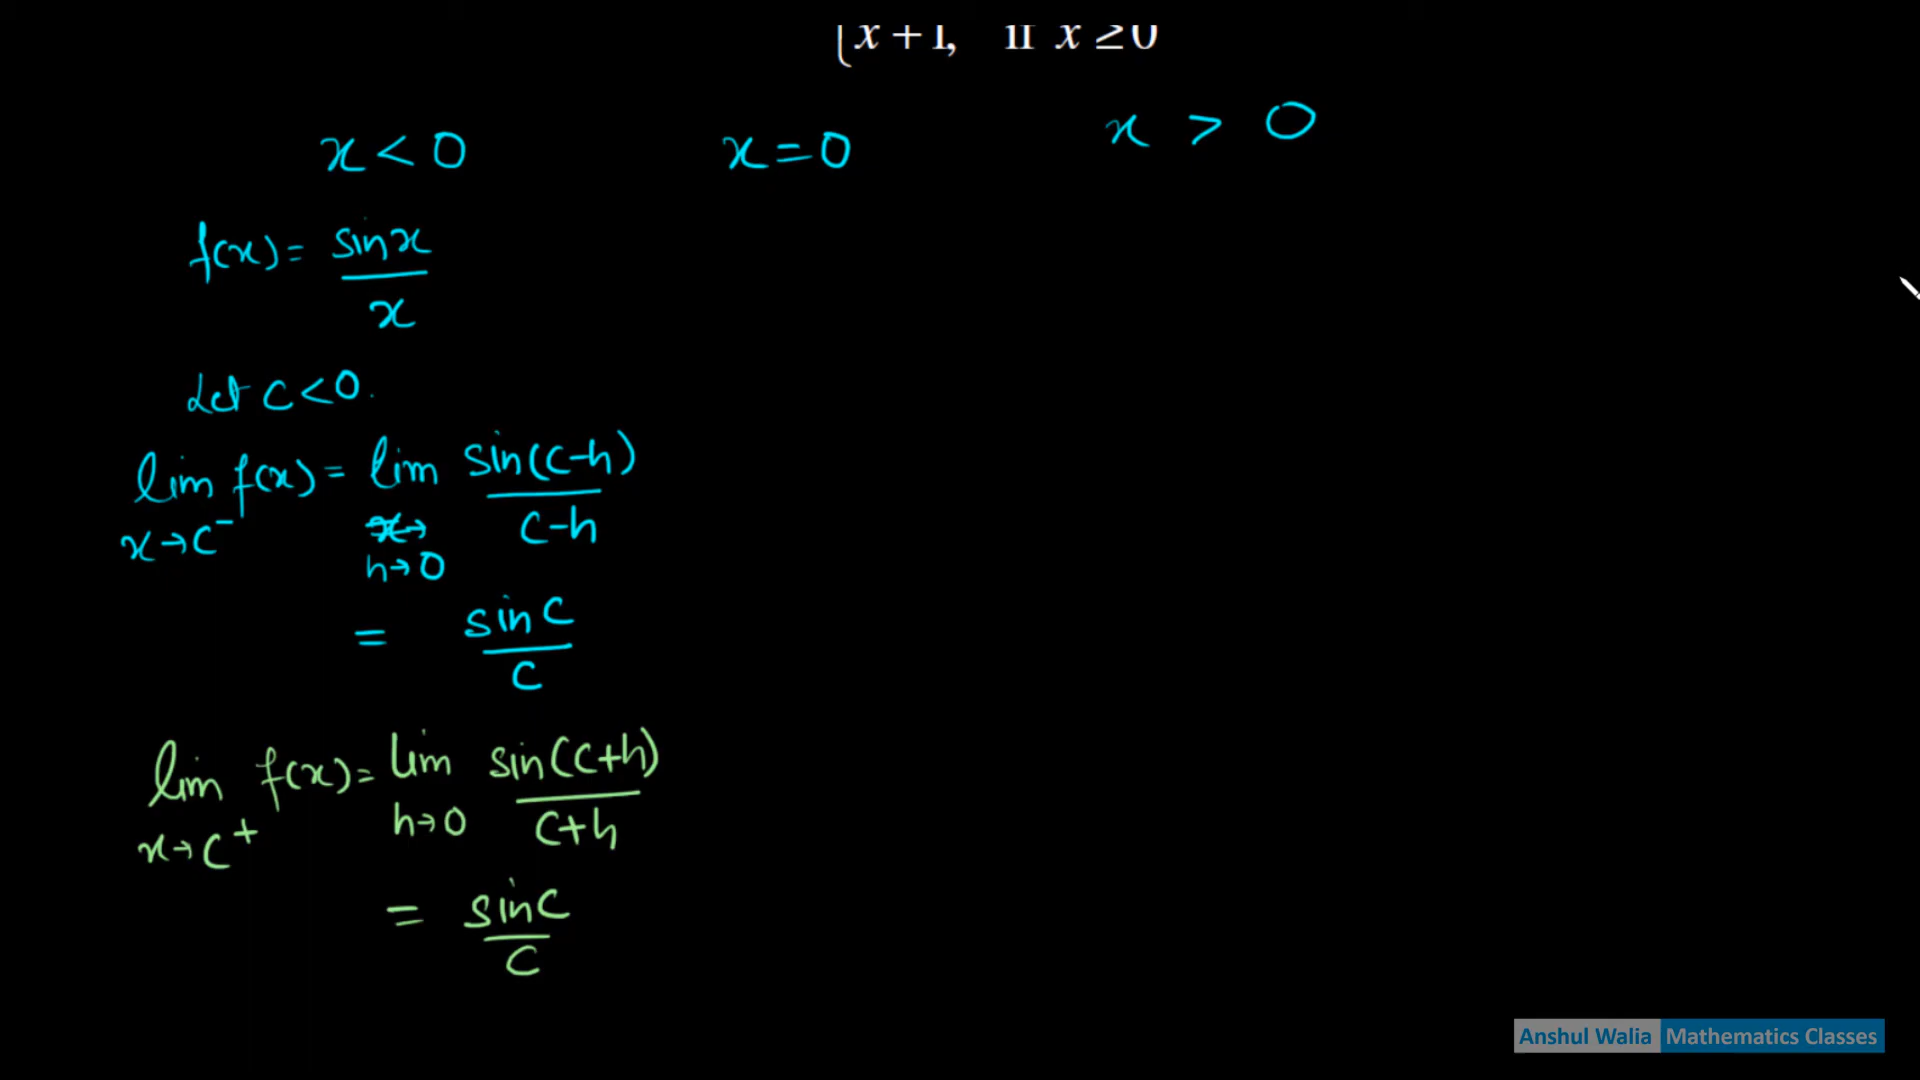 x + 1, if x ≥ 0
x < 0 x = 0 x > 0
f(x) = sin x / x
Let c < 0.
lim x→c⁻ f(x) = lim h→0 sin(c-h) / c-h
= sin c / c
lim x→c⁺ f(x) = lim h→0 sin(c+h) / c+h
= sin c / c
Anshul Walia Mathematics Classes